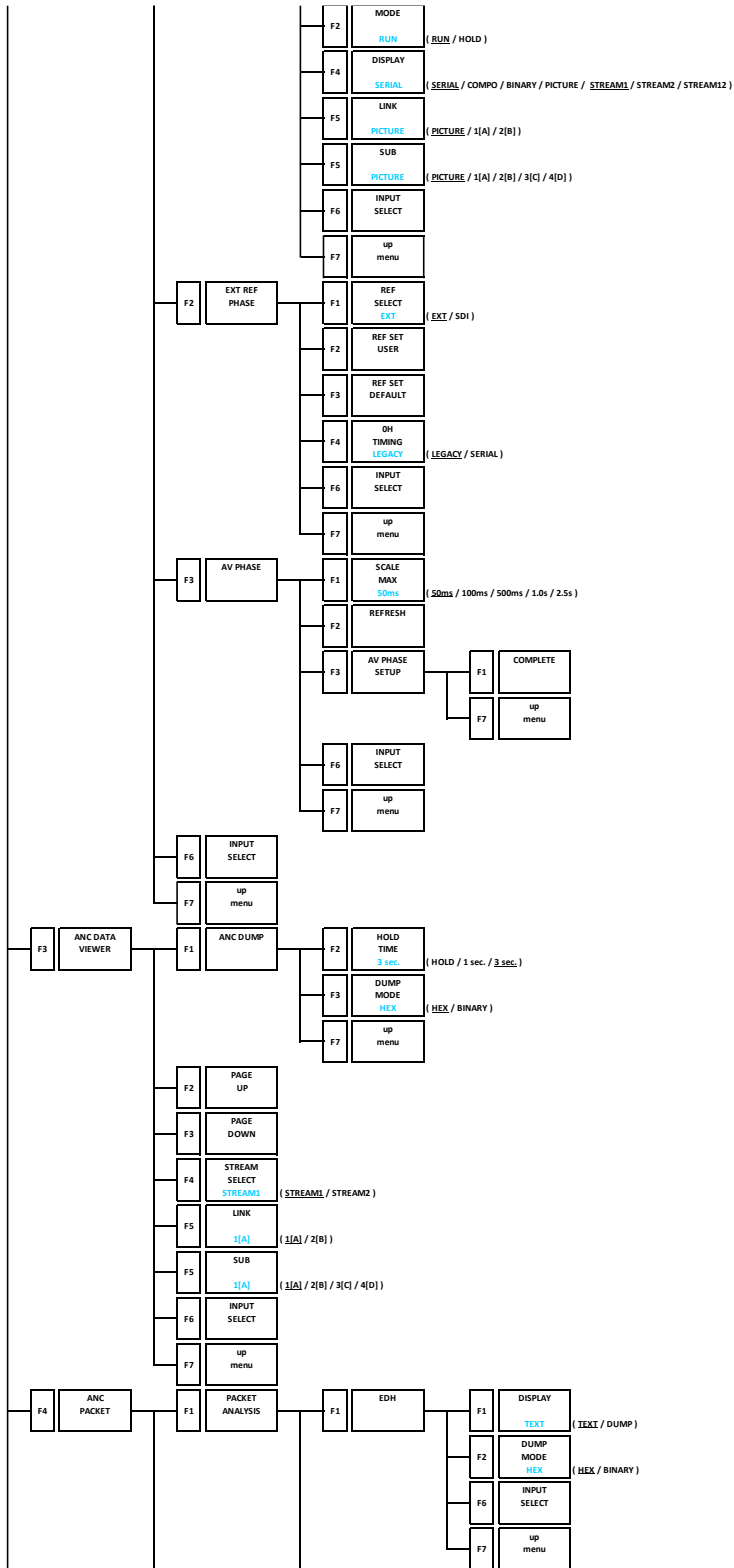 F2
MODE
RUN
( RUN / HOLD )
F4
DISPLAY
SERIAL
( SERIAL / COMPO / BINARY / PICTURE / STREAM1 / STREAM2 / STREAM12 )
F5
LINK
PICTURE
( PICTURE / 1[A] / 2[B] )
F5
SUB
PICTURE
( PICTURE / 1[A] / 2[B] / 3[C] / 4[D] )
F6
INPUT
SELECT
F7
up
menu
F2
EXT REF
PHASE
F1
REF
SELECT
EXT
( EXT / SDI )
F2
REF SET
USER
F3
REF SET
DEFAULT
F4
0H
TIMING
LEGACY
( LEGACY / SERIAL )
F6
INPUT
SELECT
F7
up
menu
F3
AV PHASE
F1
SCALE
MAX
50ms
( 50ms / 100ms / 500ms / 1.0s / 2.5s )
F2
REFRESH
F3
AV PHASE
SETUP
F1
COMPLETE
F7
up
menu
F6
INPUT
SELECT
F7
up
menu
F6
INPUT
SELECT
F7
up
menu
F3
ANC DATA
VIEWER
F1
ANC DUMP
F2
HOLD
TIME
3 sec.
( HOLD / 1 sec. / 3 sec. )
F3
DUMP
MODE
HEX
( HEX / BINARY )
F7
up
menu
F2
PAGE
UP
F3
PAGE
DOWN
F4
STREAM
SELECT
STREAM1
( STREAM1 / STREAM2 )
F5
LINK
1[A]
( 1[A] / 2[B] )
F5
SUB
1[A]
( 1[A] / 2[B] / 3[C] / 4[D] )
F6
INPUT
SELECT
F7
up
menu
F4
ANC
PACKET
F1
PACKET
ANALYSIS
F1
EDH
F1
DISPLAY
TEXT
( TEXT / DUMP )
F2
DUMP
MODE
HEX
( HEX / BINARY )
F6
INPUT
SELECT
F7
up
menu